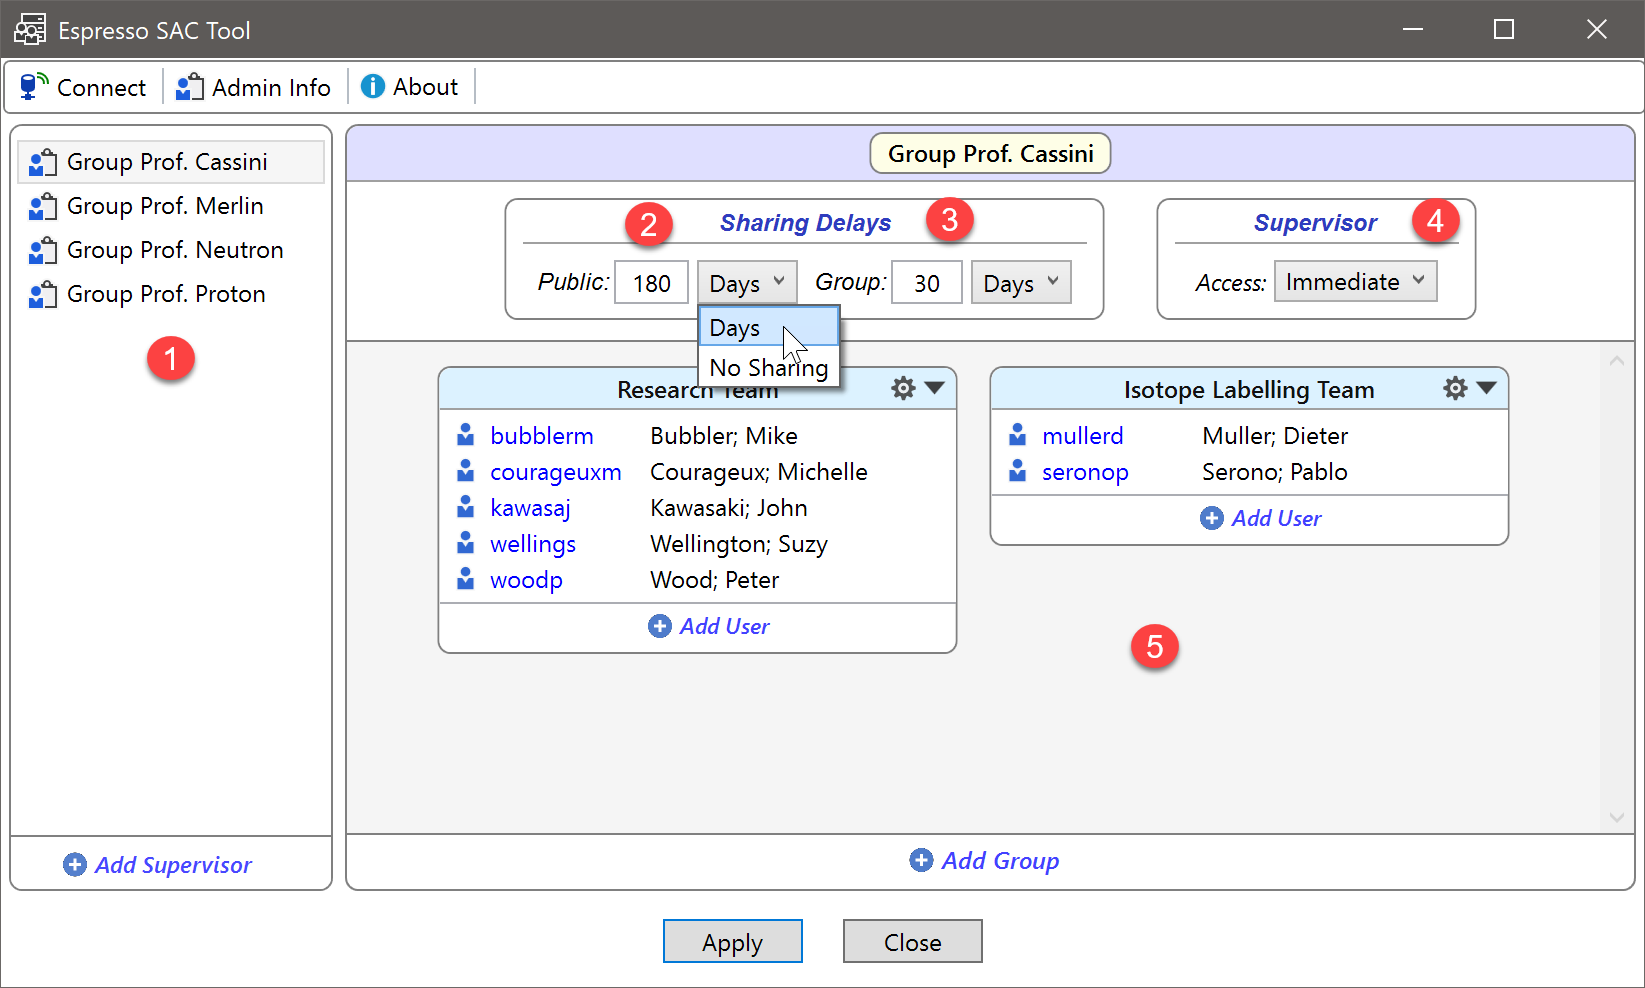 Espresso SAC Tool
Connect Admin Info About
Group Prof. Cassini
Group Prof. Merlin
Group Prof. Neutron
Group Prof. Proton
1
Add Supervisor
Group Prof. Cassini
2 Sharing Delays 3
Public: 180 Days Group: 30 Days
Days
No Sharing
Supervisor 4
Access: Immediate
Research Team
bubblerm Bubbler; Mike
courageuxm Courageux; Michelle
kawasaj Kawasaki; John
wellings Wellington; Suzy
woodp Wood; Peter
Add User
Isotope Labelling Team
mullerd Muller; Dieter
seronop Serono; Pablo
Add User
5
Add Group
Apply Close